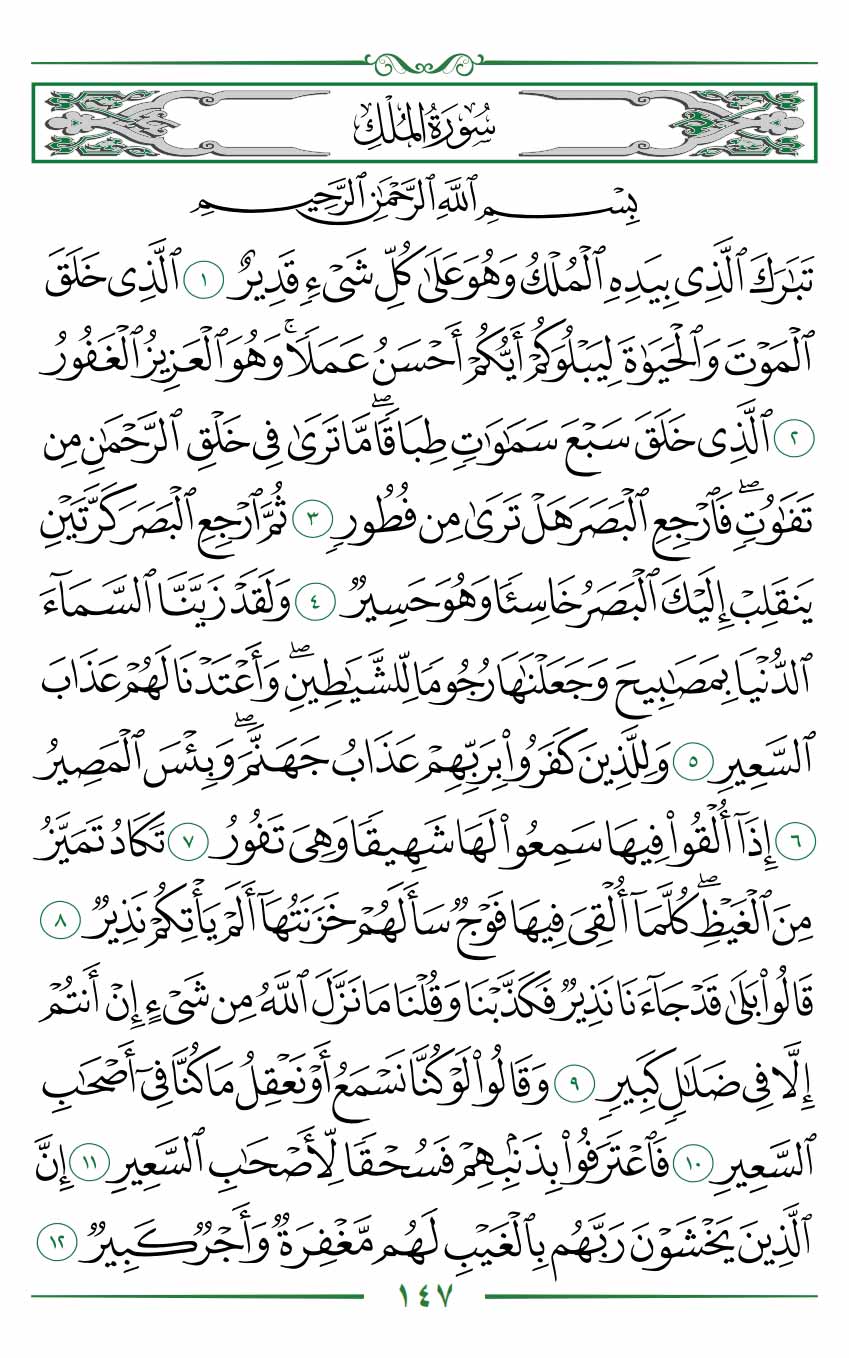 سُورَةُ المُلْكِ
بِسْمِ ٱللَّهِ ٱلرَّحْمَٰنِ ٱلرَّحِيمِ
تَبَٰرَكَ ٱلَّذِى بِيَدِهِ ٱلْمُلْكُ وَهُوَ عَلَىٰ كُلِّ شَىْءٍ قَدِيرٌ ١ ٱلَّذِى خَلَقَ
ٱلْمَوْتَ وَٱلْحَيَوٰةَ لِيَبْلُوَكُمْ أَيُّكُمْ أَحْسَنُ عَمَلًا ۚ وَهُوَ ٱلْعَزِيزُ ٱلْغَفُورُ
٢ ٱلَّذِى خَلَقَ سَبْعَ سَمَٰوَٰتٍ طِبَاقًا ۖ مَّا تَرَىٰ فِى خَلْقِ ٱلرَّحْمَٰنِ مِن
تَفَٰوُتٍ ۖ فَٱرْجِعِ ٱلْبَصَرَ هَلْ تَرَىٰ مِن فُطُورٍ ٣ ثُمَّ ٱرْجِعِ ٱلْبَصَرَ كَرَّتَيْنِ
يَنقَلِبْ إِلَيْكَ ٱلْبَصَرُ خَاسِئًا وَهُوَ حَسِيرٌ ٤ وَلَقَدْ زَيَّنَّا ٱلسَّمَآءَ
ٱلدُّنْيَا بِمَصَٰبِيحَ وَجَعَلْنَٰهَا رُجُومًا لِّلشَّيَٰطِينِ ۖ وَأَعْتَدْنَا لَهُمْ عَذَابَ
ٱلسَّعِيرِ ٥ وَلِلَّذِينَ كَفَرُوا۟ بِرَبِّهِمْ عَذَابُ جَهَنَّمَ ۖ وَبِئْسَ ٱلْمَصِيرُ
٦ إِذَآ أُلْقُوا۟ فِيهَا سَمِعُوا۟ لَهَا شَهِيقًا وَهِىَ تَفُورُ ٧ تَكَادُ تَمَيَّزُ
مِنَ ٱلْغَيْظِ ۖ كُلَّمَآ أُلْقِىَ فِيهَا فَوْجٌ سَأَلَهُمْ خَزَنَتُهَآ أَلَمْ يَأْتِكُمْ نَذِيرٌ ٨
قَالُوا۟ بَلَىٰ قَدْ جَآءَنَا نَذِيرٌ فَكَذَّبْنَا وَقُلْنَا مَا نَزَّلَ ٱللَّهُ مِن شَىْءٍ إِنْ أَنتُمْ
إِلَّا فِى ضَلَٰلٍ كَبِيرٍ ٩ وَقَالُوا۟ لَوْ كُنَّا نَسْمَعُ أَوْ نَعْقِلُ مَا كُنَّا فِىٓ أَصْحَٰبِ
ٱلسَّعِيرِ ١٠ فَٱعْتَرَفُوا۟ بِذَنۢبِهِمْ فَسُحْقًا لِّأَصْحَٰبِ ٱلسَّعِيرِ ١١ إِنَّ
ٱلَّذِينَ يَخْشَوْنَ رَبَّهُم بِٱلْغَيْبِ لَهُم مَّغْفِرَةٌ وَأَجْرٌ كَبِيرٌ ١٢
١٤٧